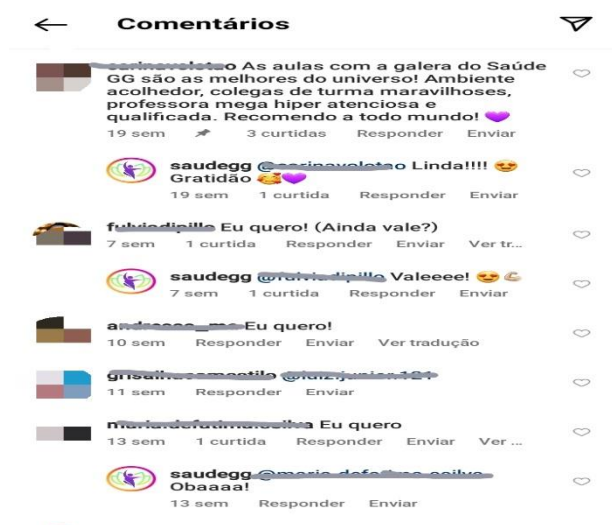 Comentários
As aulas com a galera do Saúde
GG são as melhores do universo! Ambiente
acolhedor, colegas de turma maravilhoses,
professora mega hiper atenciosa e
qualificada. Recomendo a todo mundo! 💜
19 sem 3 curtidas Responder Enviar
saudegg Linda!!!! 😍
Gratidão 🥰💜
19 sem 1 curtida Responder Enviar
Eu quero! (Ainda vale?)
7 sem 1 curtida Responder Enviar Ver tr...
saudegg Valeeee! 😍💪🏼
7 sem 1 curtida Responder Enviar
Eu quero!
10 sem Responder Enviar Ver tradução
11 sem Responder Enviar
Eu quero
13 sem 1 curtida Responder Enviar Ver ...
saudegg
Obaaaa!
13 sem Responder Enviar